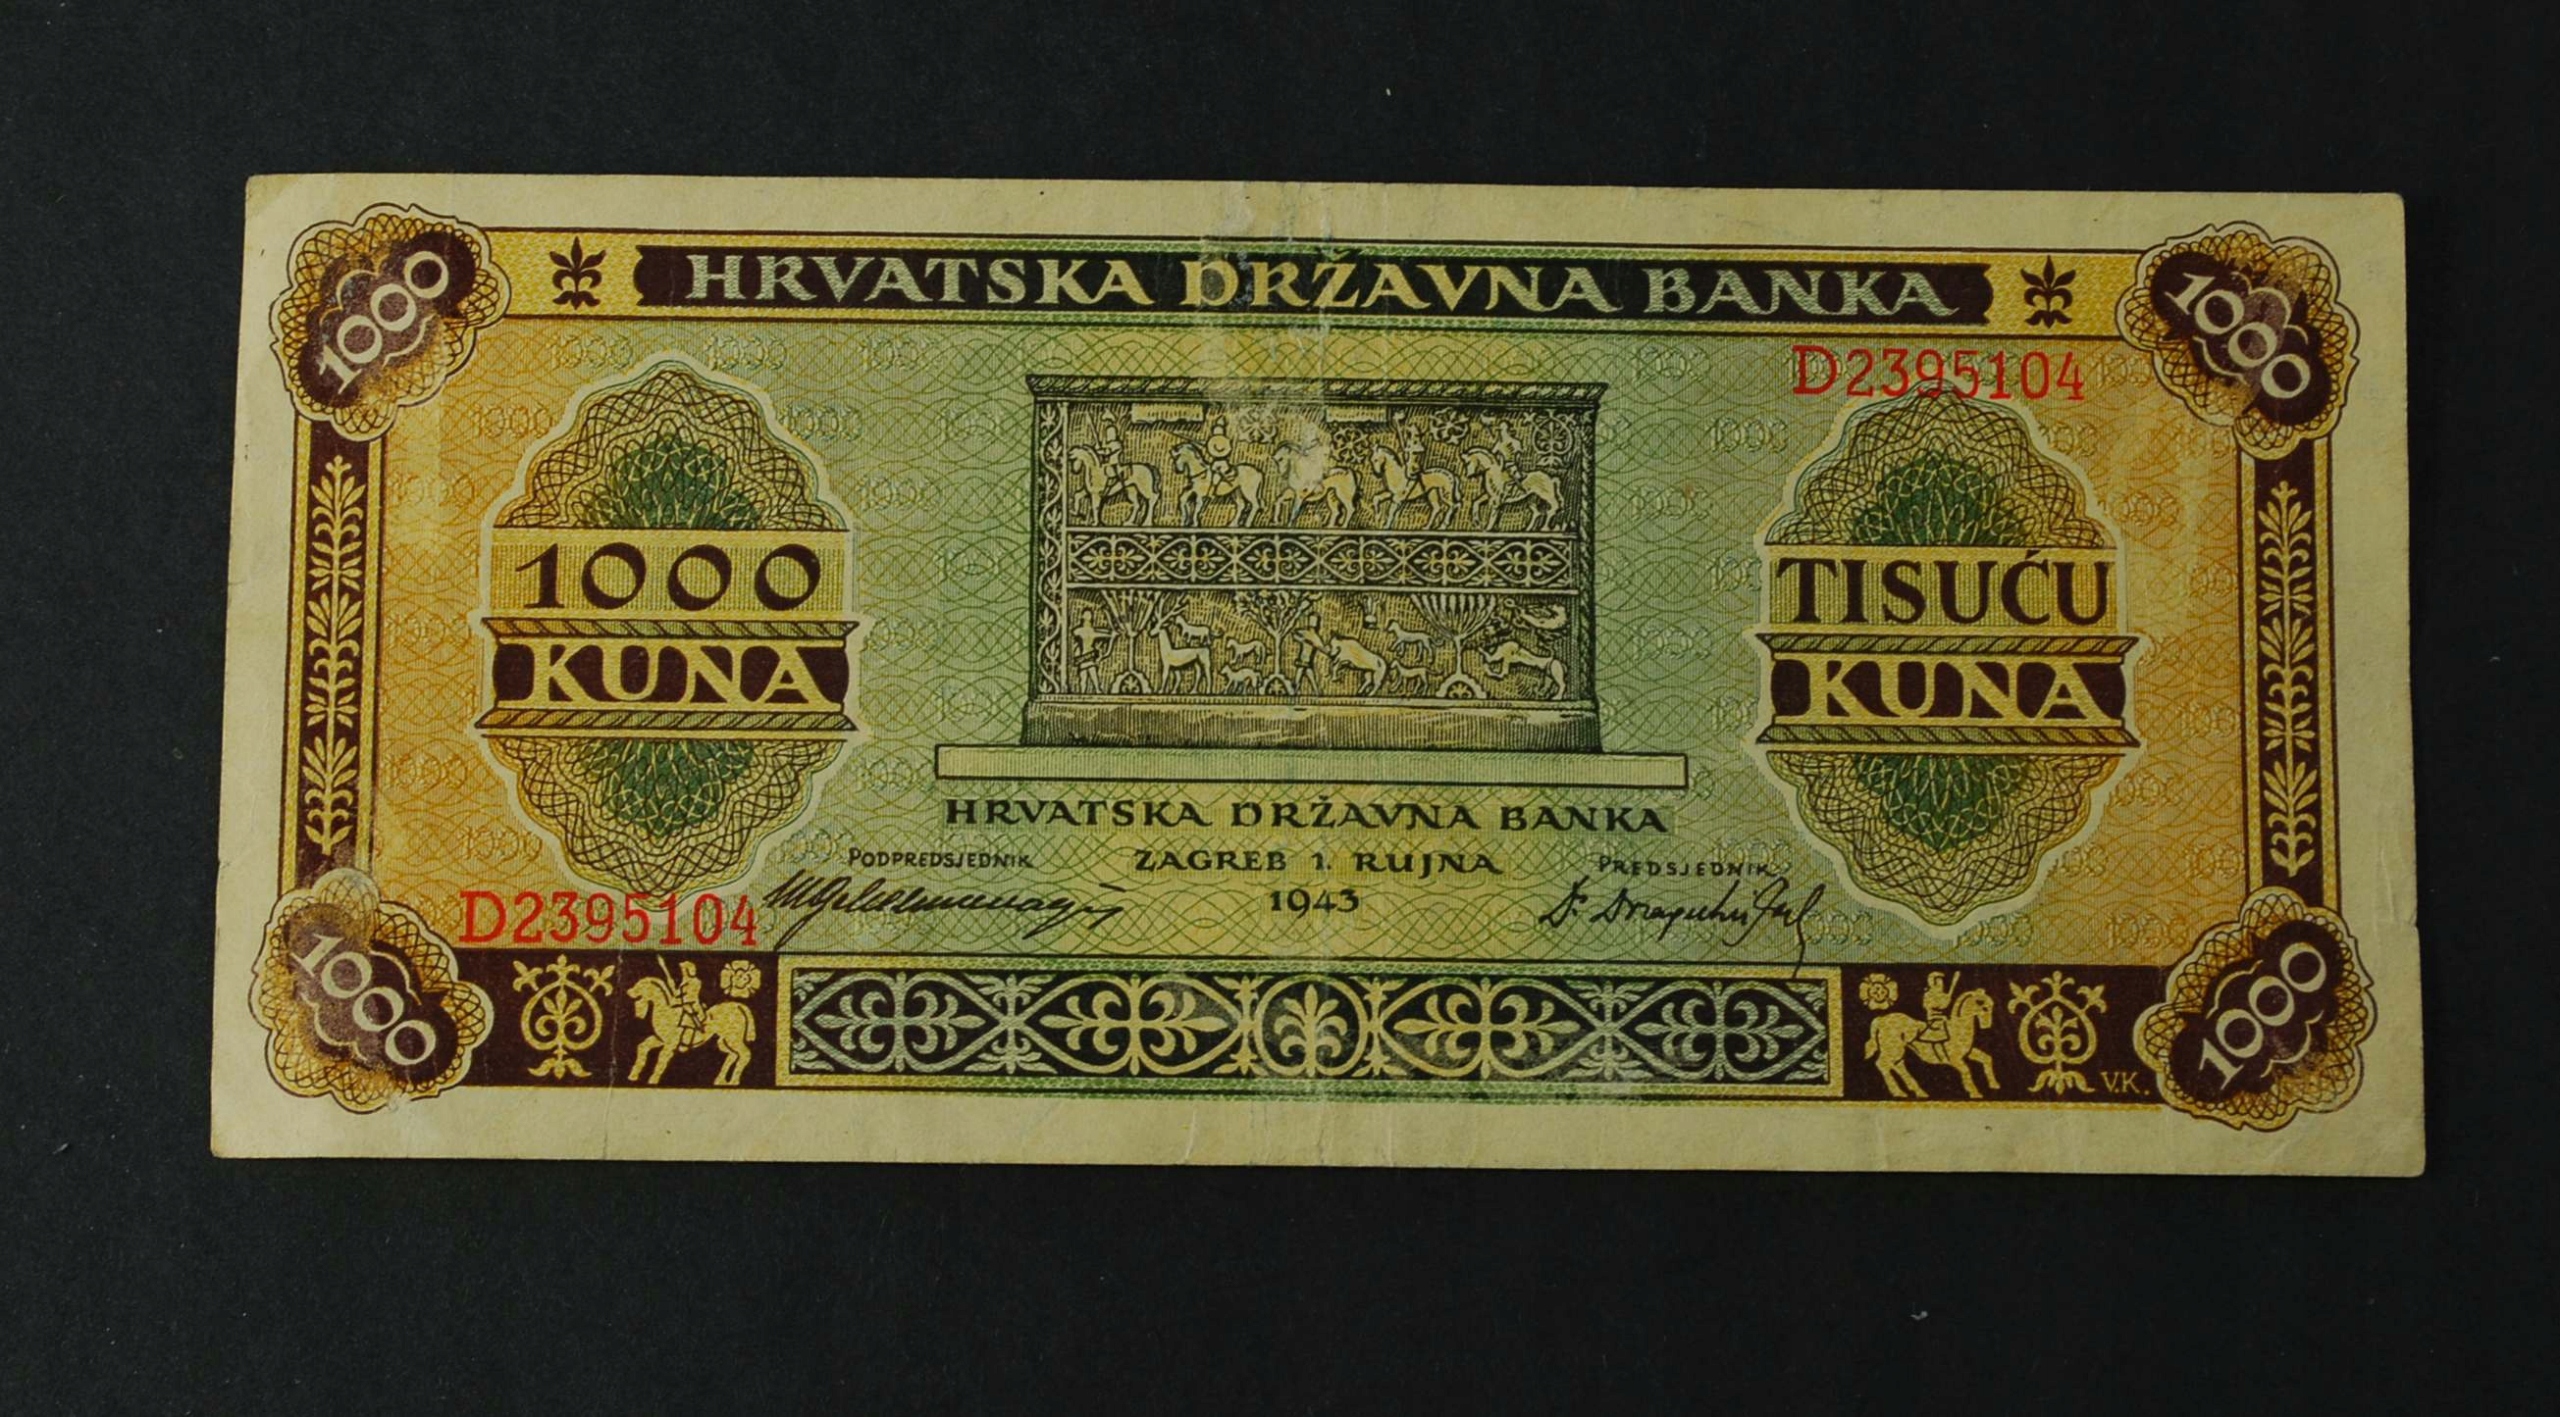 HRVATSKA DRŽAVNA BANKA
1000
1000
D2395104
1000
KUNA
TISUĆU
KUNA
HRVATSKA DRŽAVNA BANKA
PODPREDSJEDNIK
ZAGREB 1. RUJNA
PREDSJEDNIK
1943
D2395104
1000
V.K.
1000